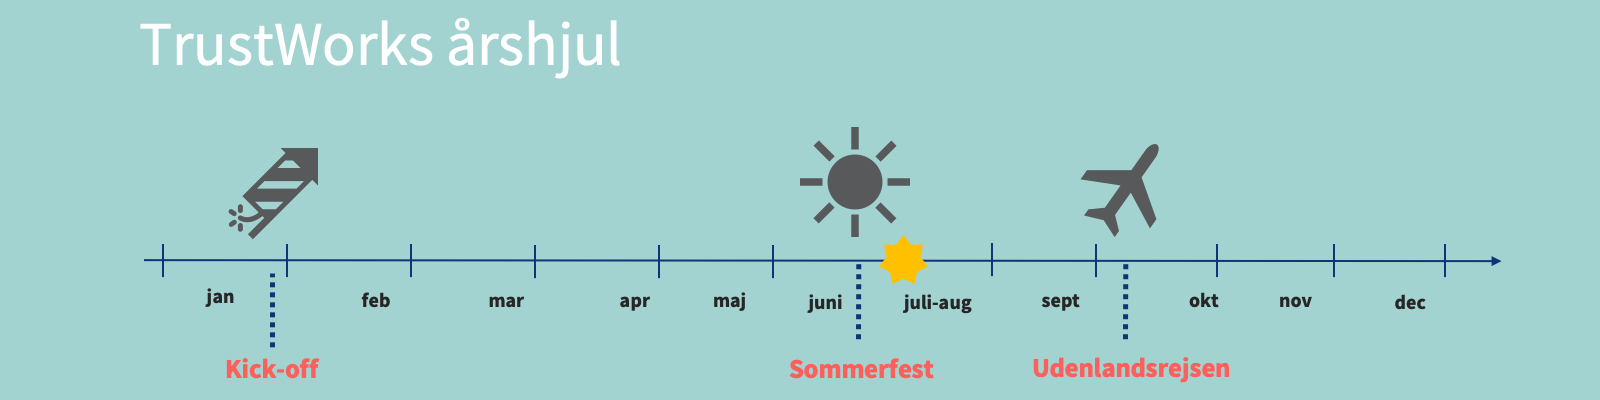 TrustWorks årshjul
jan feb mar apr maj juni juli-aug sept okt nov dec
Kick-off Sommerfest Udenlandsrejsen